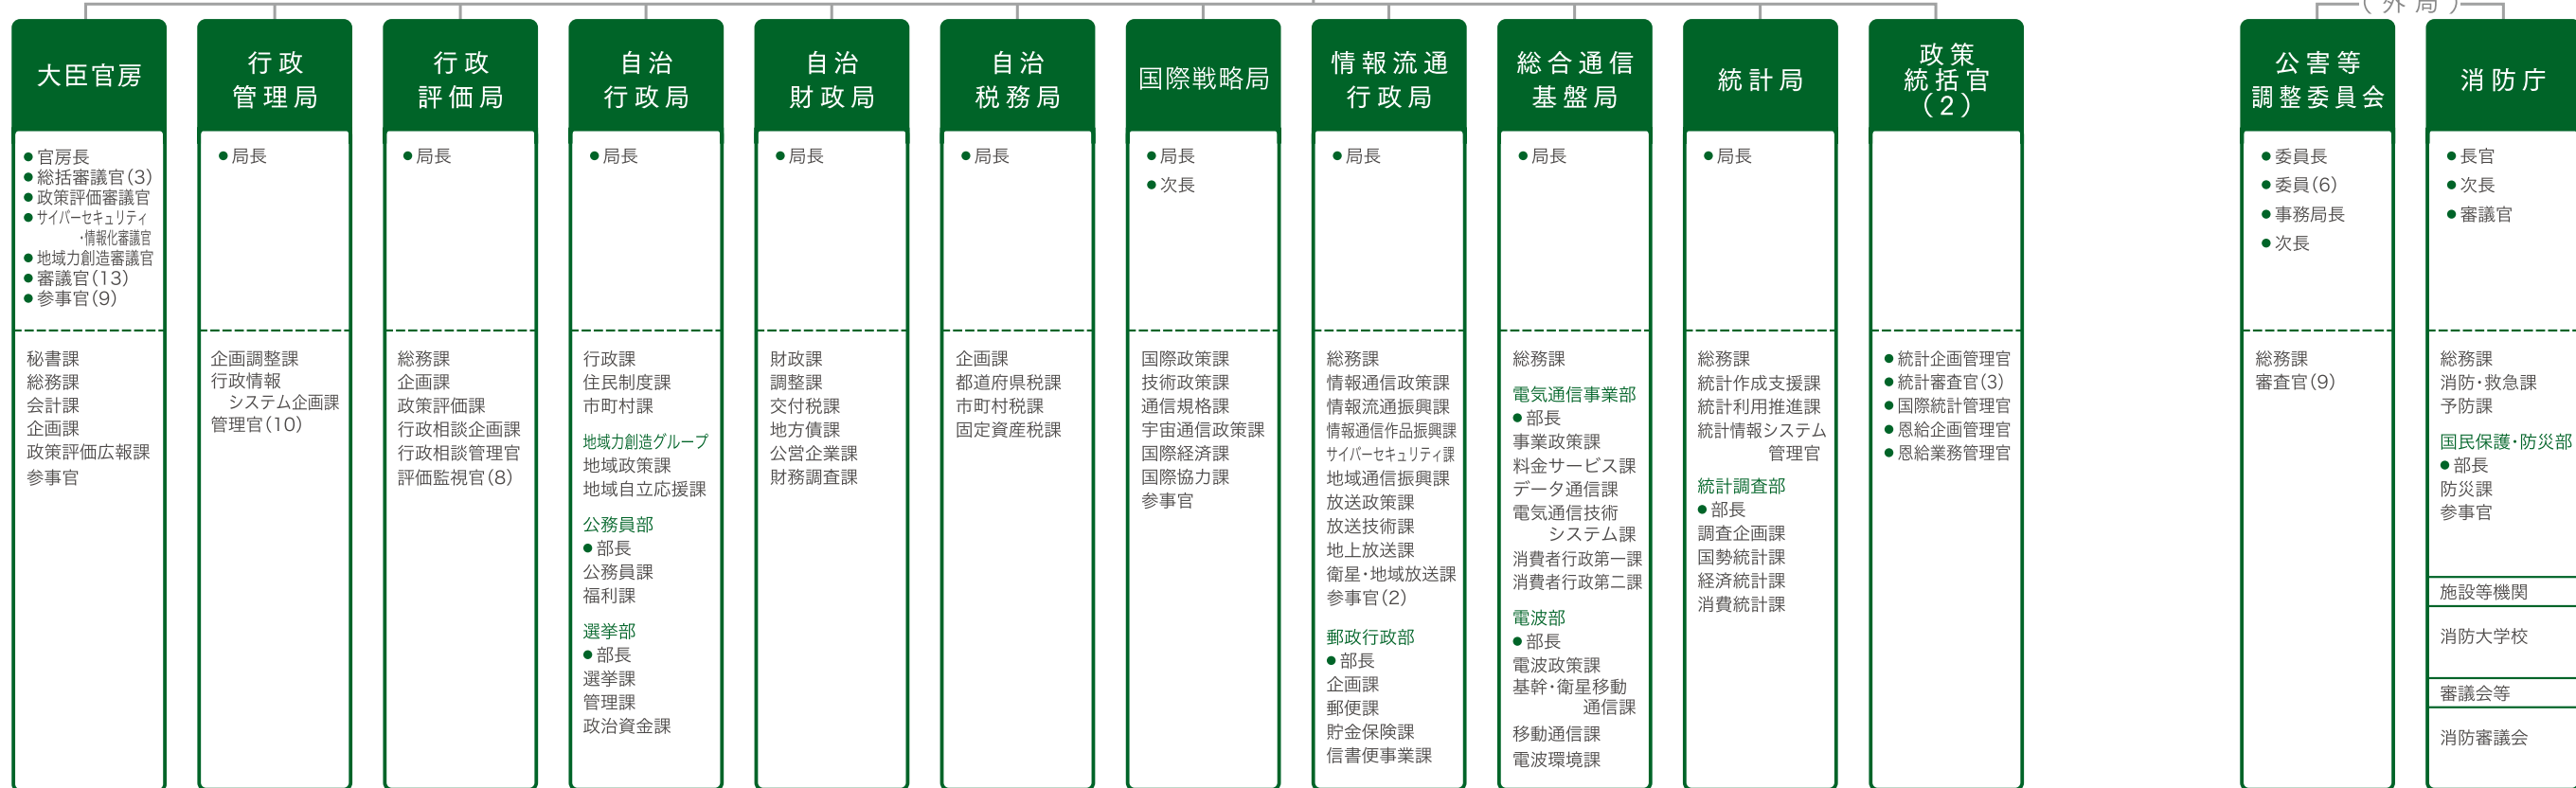 (外局)
大臣官房
●官房長
●総括審議官(3)
●政策評価審議官
●サイバーセキュリティ
・情報化審議官
●地域力創造審議官
●審議官(13)
●参事官(9)
秘書課
総務課
会計課
企画課
政策評価広報課
参事官
行政
管理局
●局長
企画調整課
行政情報
システム企画課
管理官(10)
行政
評価局
●局長
総務課
企画課
政策評価課
行政相談企画課
行政相談管理官
評価監視官(8)
自治
行政局
●局長
行政課
住民制度課
市町村課
地域力創造グループ
地域政策課
地域自立応援課
公務員部
●部長
公務員課
福利課
選挙部
●部長
選挙課
管理課
政治資金課
自治
財政局
●局長
財政課
調整課
交付税課
地方債課
公営企業課
財務調査課
自治
税務局
●局長
企画課
都道府県税課
市町村税課
固定資産税課
国際戦略局
●局長
●次長
国際政策課
技術政策課
通信規格課
宇宙通信政策課
国際経済課
国際協力課
参事官
情報流通
行政局
●局長
総務課
情報通信政策課
情報流通振興課
情報通信作品振興課
サイバーセキュリティ課
地域通信振興課
放送政策課
放送技術課
地上放送課
衛星・地域放送課
参事官(2)
郵政行政部
●部長
企画課
郵便課
貯金保険課
信書便事業課
総合通信
基盤局
●局長
総務課
電気通信事業部
●部長
事業政策課
料金サービス課
データ通信課
電気通信技術
システム課
消費者行政第一課
消費者行政第二課
電波部
●部長
電波政策課
基幹・衛星移動
通信課
移動通信課
電波環境課
統計局
●局長
総務課
統計作成支援課
統計利用推進課
統計情報システム
管理官
統計調査部
●部長
調査企画課
国勢統計課
経済統計課
消費統計課
政策
統括官
(2)
●統計企画管理官
●統計審査官(3)
●国際統計管理官
●恩給企画管理官
●恩給業務管理官
公害等
調整委員会
●委員長
●委員(6)
●事務局長
●次長
総務課
審査官(9)
消防庁
●長官
●次長
●審議官
総務課
消防・救急課
予防課
国民保護・防災部
●部長
防災課
参事官
施設等機関
消防大学校
審議会等
消防審議会